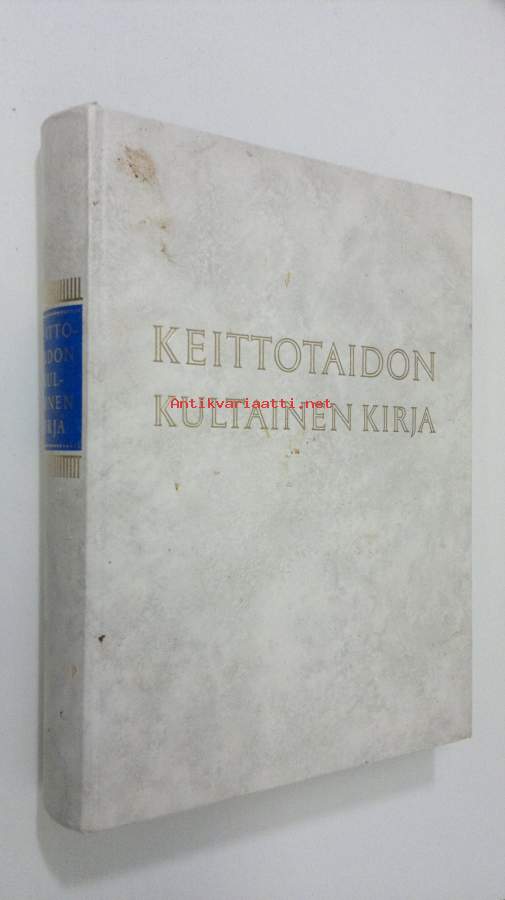 KEITTOTAIDON
KULTAINEN KIRJA
Antikvariaatti.net